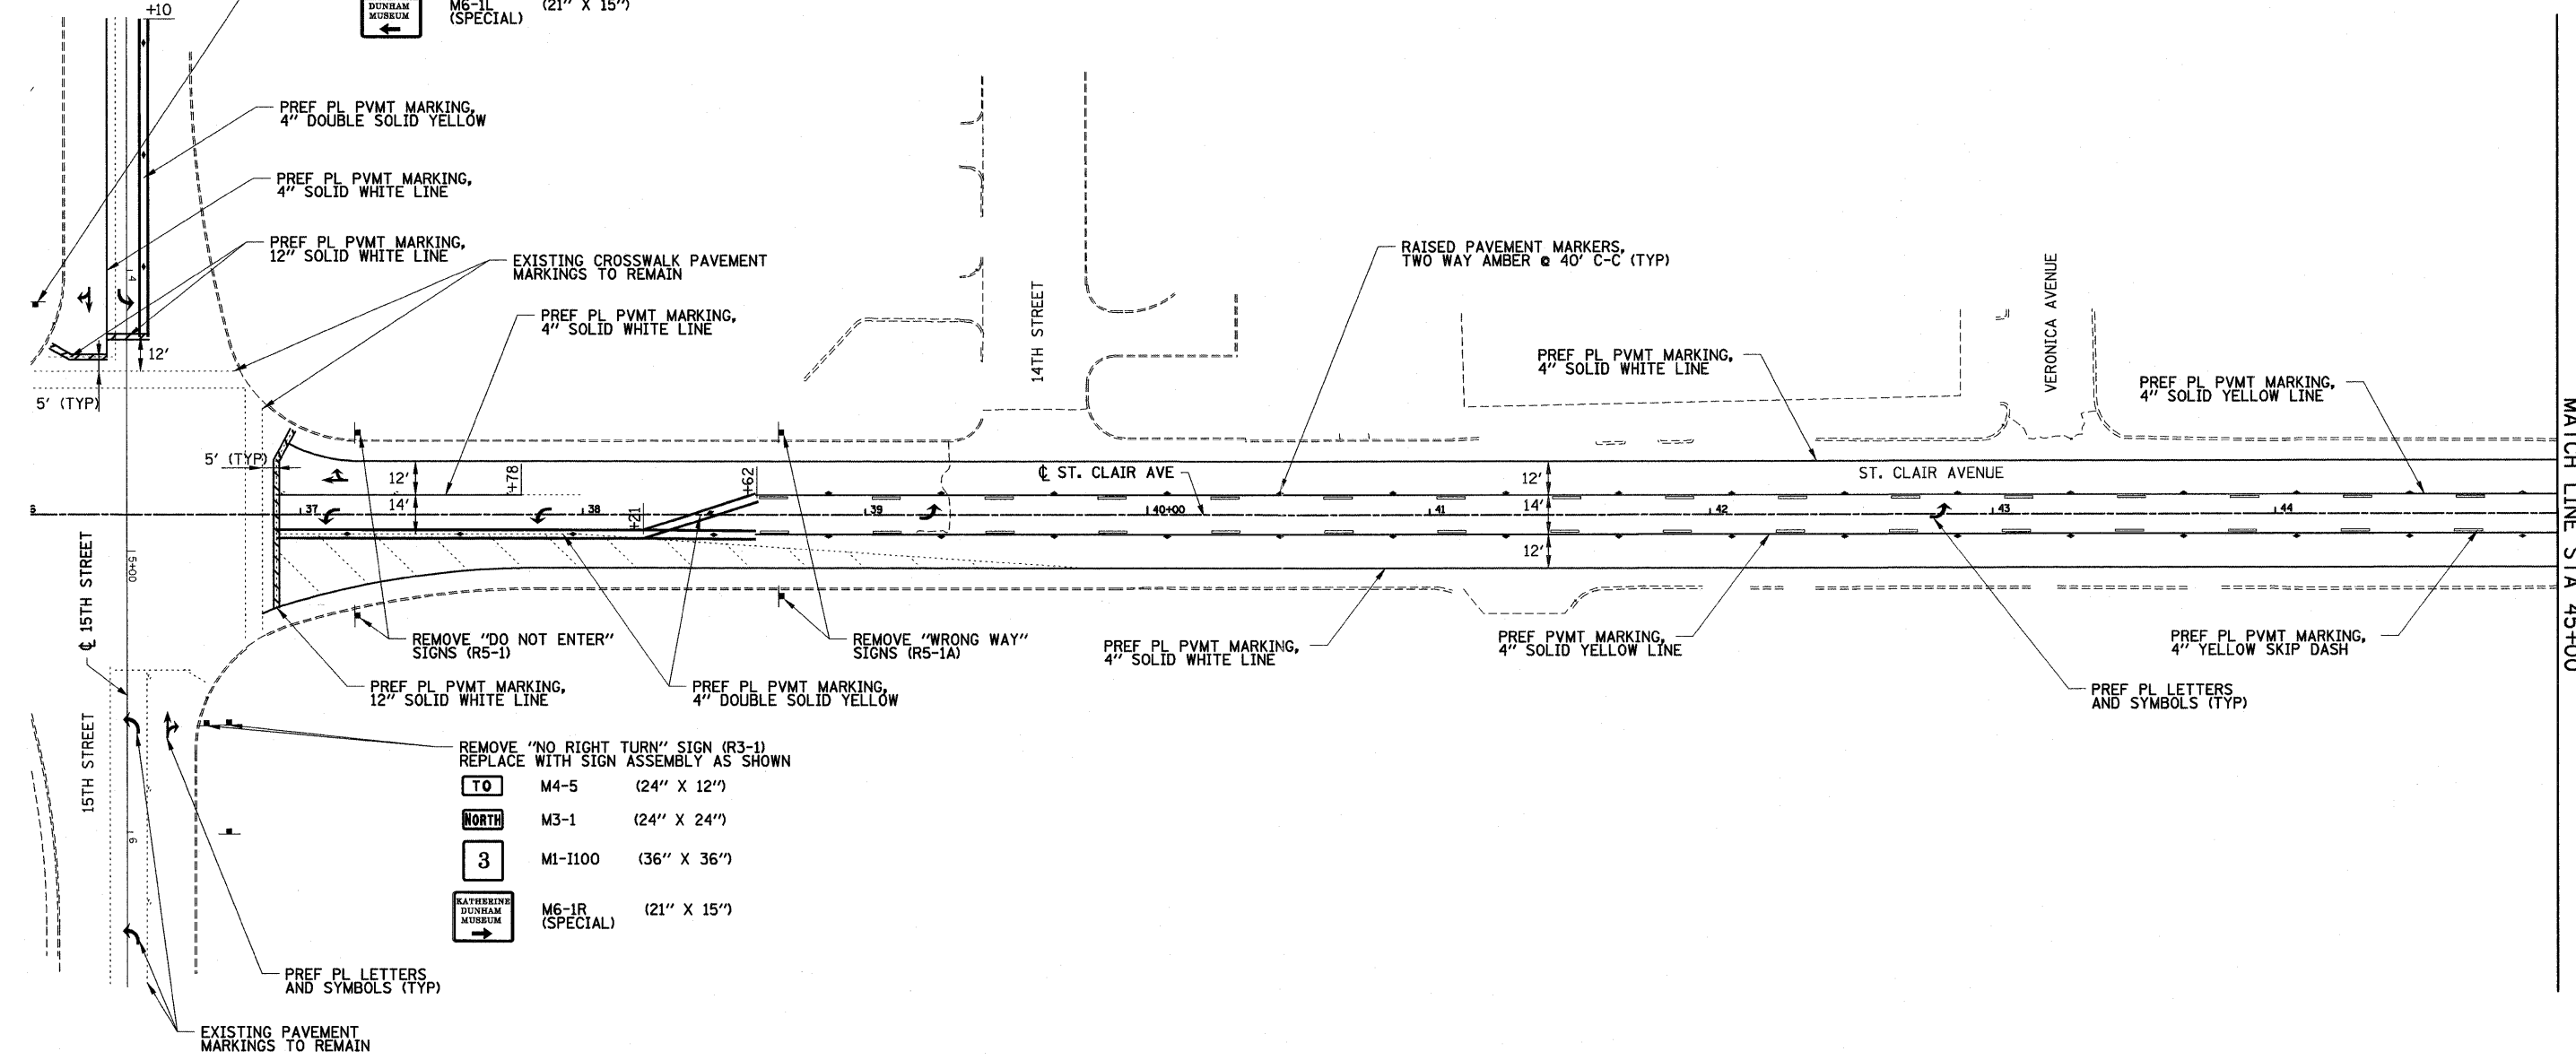 +10
DUNHAM
MUSEUM
M6-1L (21" X 15")
(SPECIAL)
PREF PL PVMT MARKING,
4" DOUBLE SOLID YELLOW
PREF PL PVMT MARKING,
4" SOLID WHITE LINE
PREF PL PVMT MARKING,
12" SOLID WHITE LINE
EXISTING CROSSWALK PAVEMENT
MARKINGS TO REMAIN
PREF PL PVMT MARKING,
4" SOLID WHITE LINE
4
12'
5' (TYP)
14TH STREET
RAISED PAVEMENT MARKERS,
TWO WAY AMBER @ 40' C-C (TYP)
PREF PL PVMT MARKING,
4" SOLID WHITE LINE
VERONICA AVENUE
PREF PL PVMT MARKING,
4" SOLID YELLOW LINE
MATCH LINE STA 45+00
5' (TYP)
12'
+78
+62
℄ ST. CLAIR AVE
12'
ST. CLAIR AVENUE
6
37
14'
38
+21
39
40+00
41
14'
42
43
44
12'
5+00
℄ 15TH STREET
REMOVE "DO NOT ENTER"
SIGNS (R5-1)
REMOVE "WRONG WAY"
SIGNS (R5-1A)
PREF PL PVMT MARKING,
4" SOLID WHITE LINE
PREF PVMT MARKING,
4" SOLID YELLOW LINE
PREF PL PVMT MARKING,
4" YELLOW SKIP DASH
PREF PL PVMT MARKING,
12" SOLID WHITE LINE
PREF PL PVMT MARKING,
4" DOUBLE SOLID YELLOW
PREF PL LETTERS
AND SYMBOLS (TYP)
15TH STREET
REMOVE "NO RIGHT TURN" SIGN (R3-1)
REPLACE WITH SIGN ASSEMBLY AS SHOWN
TO M4-5 (24" X 12")
NORTH M3-1 (24" X 24")
6
3 M1-I100 (36" X 36")
KATHERINE
DUNHAM
MUSEUM
M6-1R (21" X 15")
(SPECIAL)
PREF PL LETTERS
AND SYMBOLS (TYP)
EXISTING PAVEMENT
MARKINGS TO REMAIN